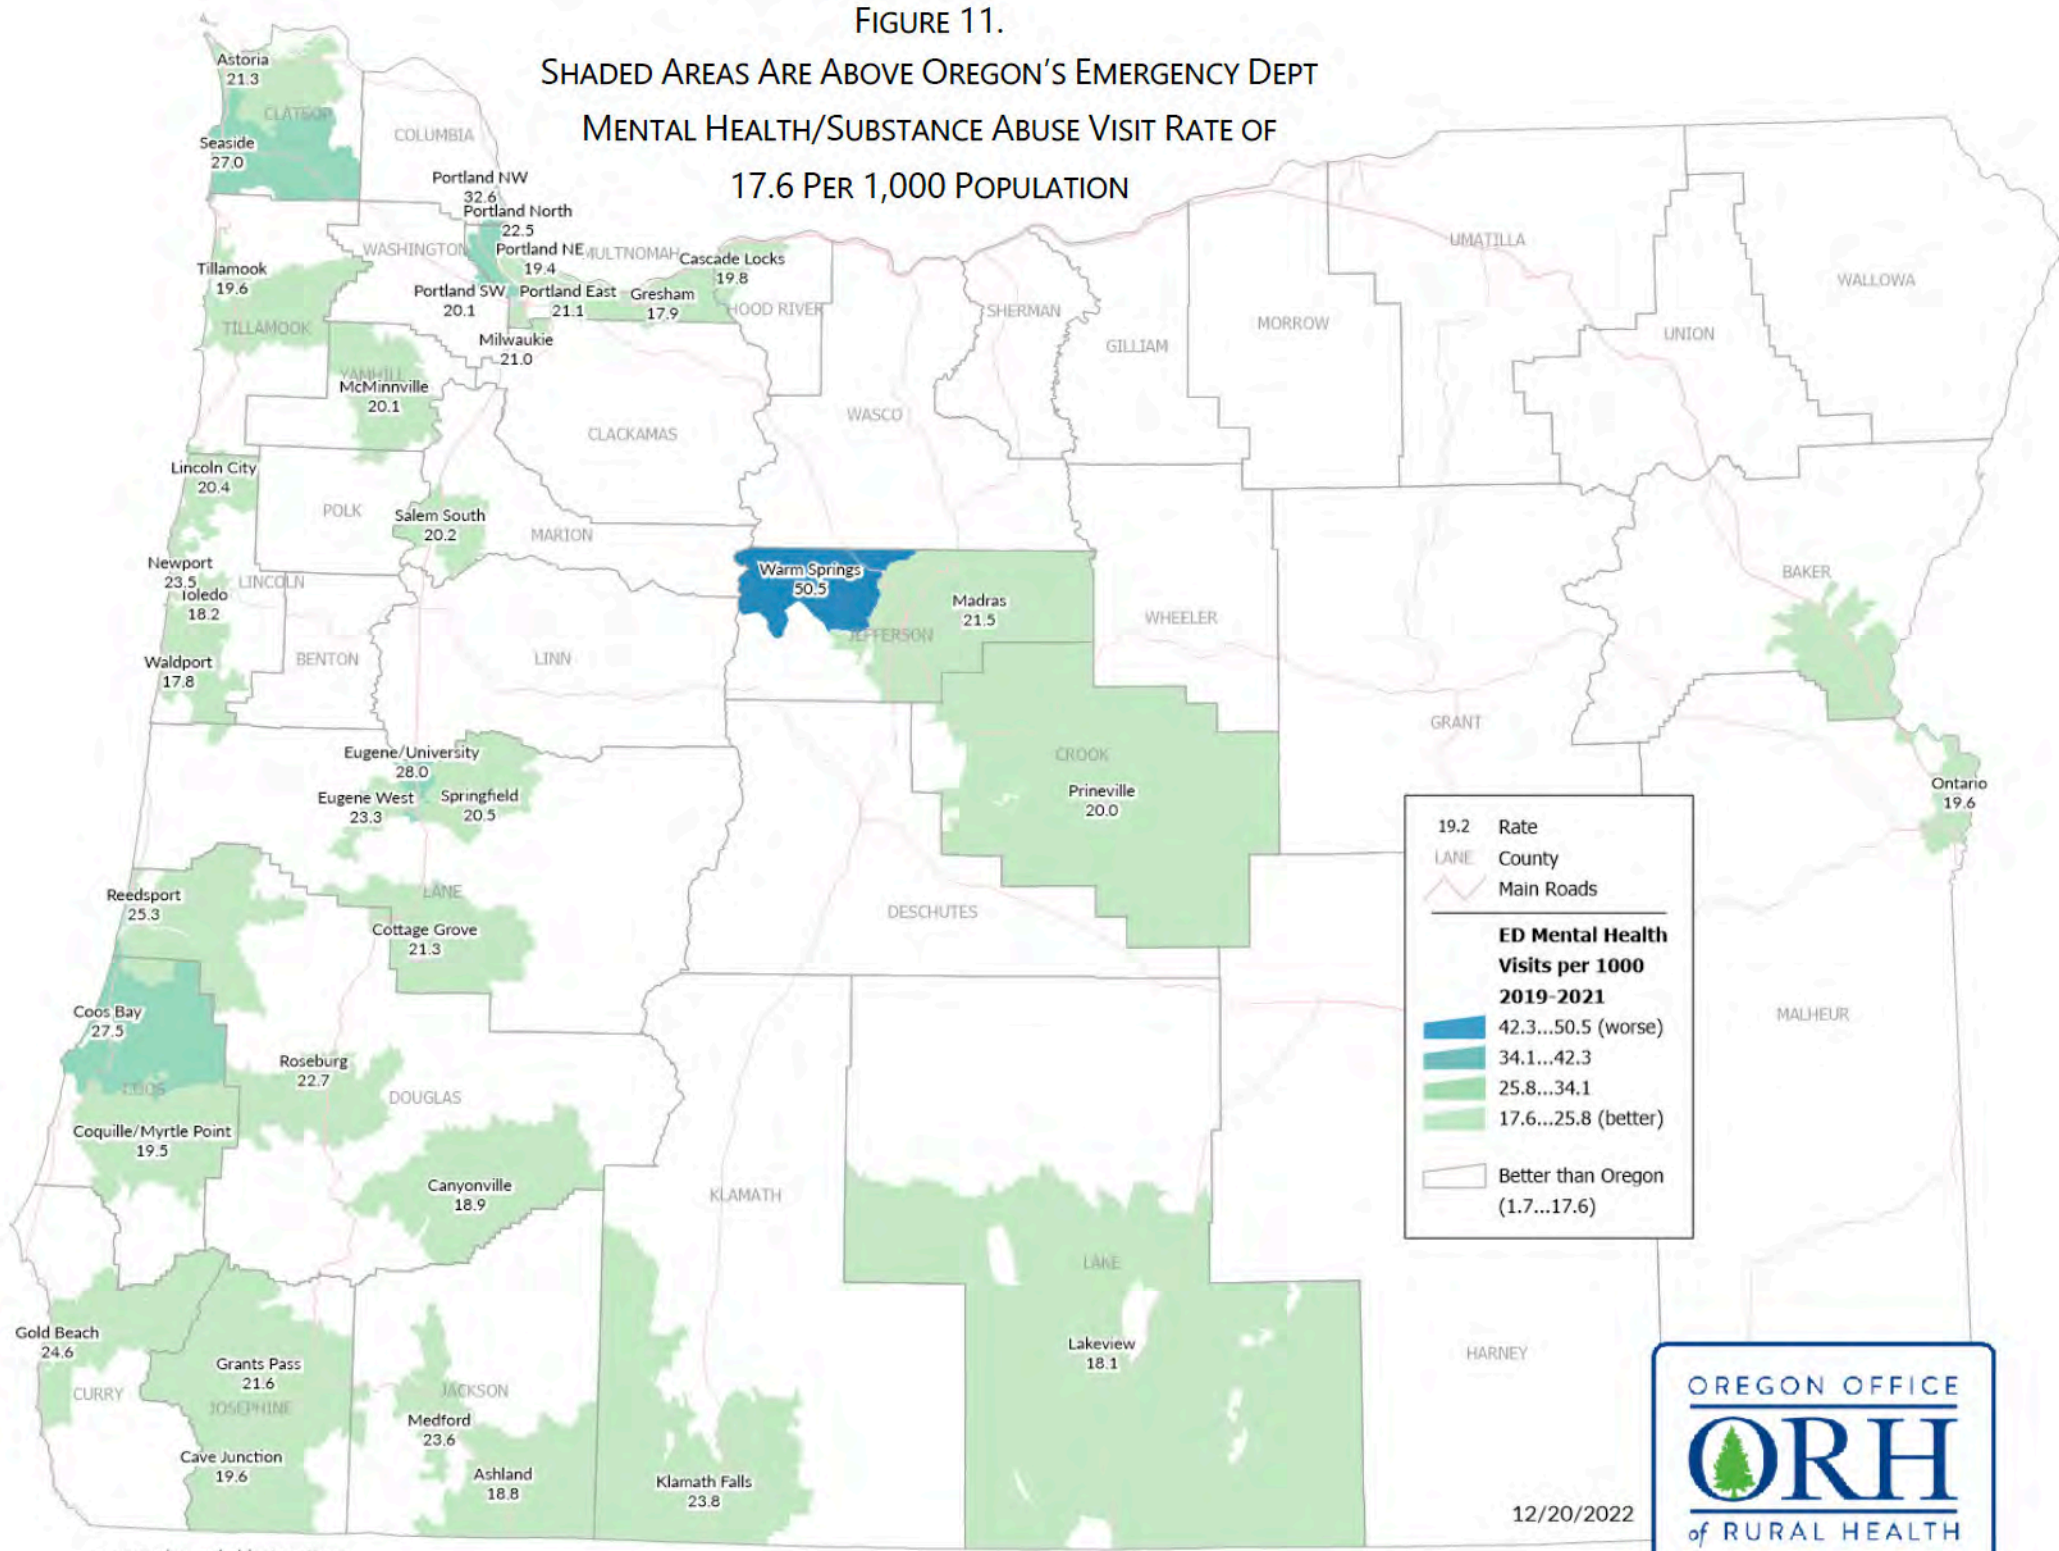 FIGURE 11.
SHADED AREAS ARE ABOVE OREGON'S EMERGENCY DEPT
MENTAL HEALTH/SUBSTANCE ABUSE VISIT RATE OF
17.6 PER 1,000 POPULATION
Astoria
21.3
CLATSOP
COLUMBIA
Seaside
27.0
Portland NW
32.6
Portland North
22.5
WASHINGTON
Portland NE
19.4
MULTNOMAH
Cascade Locks
19.8
Tillamook
19.6
Portland SW
20.1
Portland East
21.1
Gresham
17.9
HOOD RIVER
TILLAMOOK
Milwaukie
21.0
YAMHILL
McMinnville
20.1
CLACKAMAS
WASCO
SHERMAN
GILLIAM
MORROW
UMATILLA
UNION
WALLOWA
Lincoln City
20.4
POLK
Salem South
20.2
MARION
Newport
23.5
LINCOLN
Toledo
18.2
Waldport
17.8
BENTON
LINN
Warm Springs
50.5
Madras
21.5
JEFFERSON
WHEELER
BAKER
GRANT
CROOK
Prineville
20.0
Eugene/University
28.0
Eugene West
23.3
Springfield
20.5
Ontario
19.6
Reedsport
25.3
LANE
Cottage Grove
21.3
DESCHUTES
Coos Bay
27.5
COOS
Roseburg
22.7
DOUGLAS
Coquille/Myrtle Point
19.5
Canyonville
18.9
KLAMATH
MALHEUR
LAKE
Lakeview
18.1
HARNEY
Gold Beach
24.6
CURRY
Grants Pass
21.6
JOSEPHINE
Cave Junction
19.6
JACKSON
Medford
23.6
Ashland
18.8
Klamath Falls
23.8
19.2 Rate
LANE County
Main Roads
ED Mental Health
Visits per 1000
2019-2021
42.3...50.5 (worse)
34.1...42.3
25.8...34.1
17.6...25.8 (better)
Better than Oregon
(1.7...17.6)
12/20/2022
OREGON OFFICE
ORH
of RURAL HEALTH